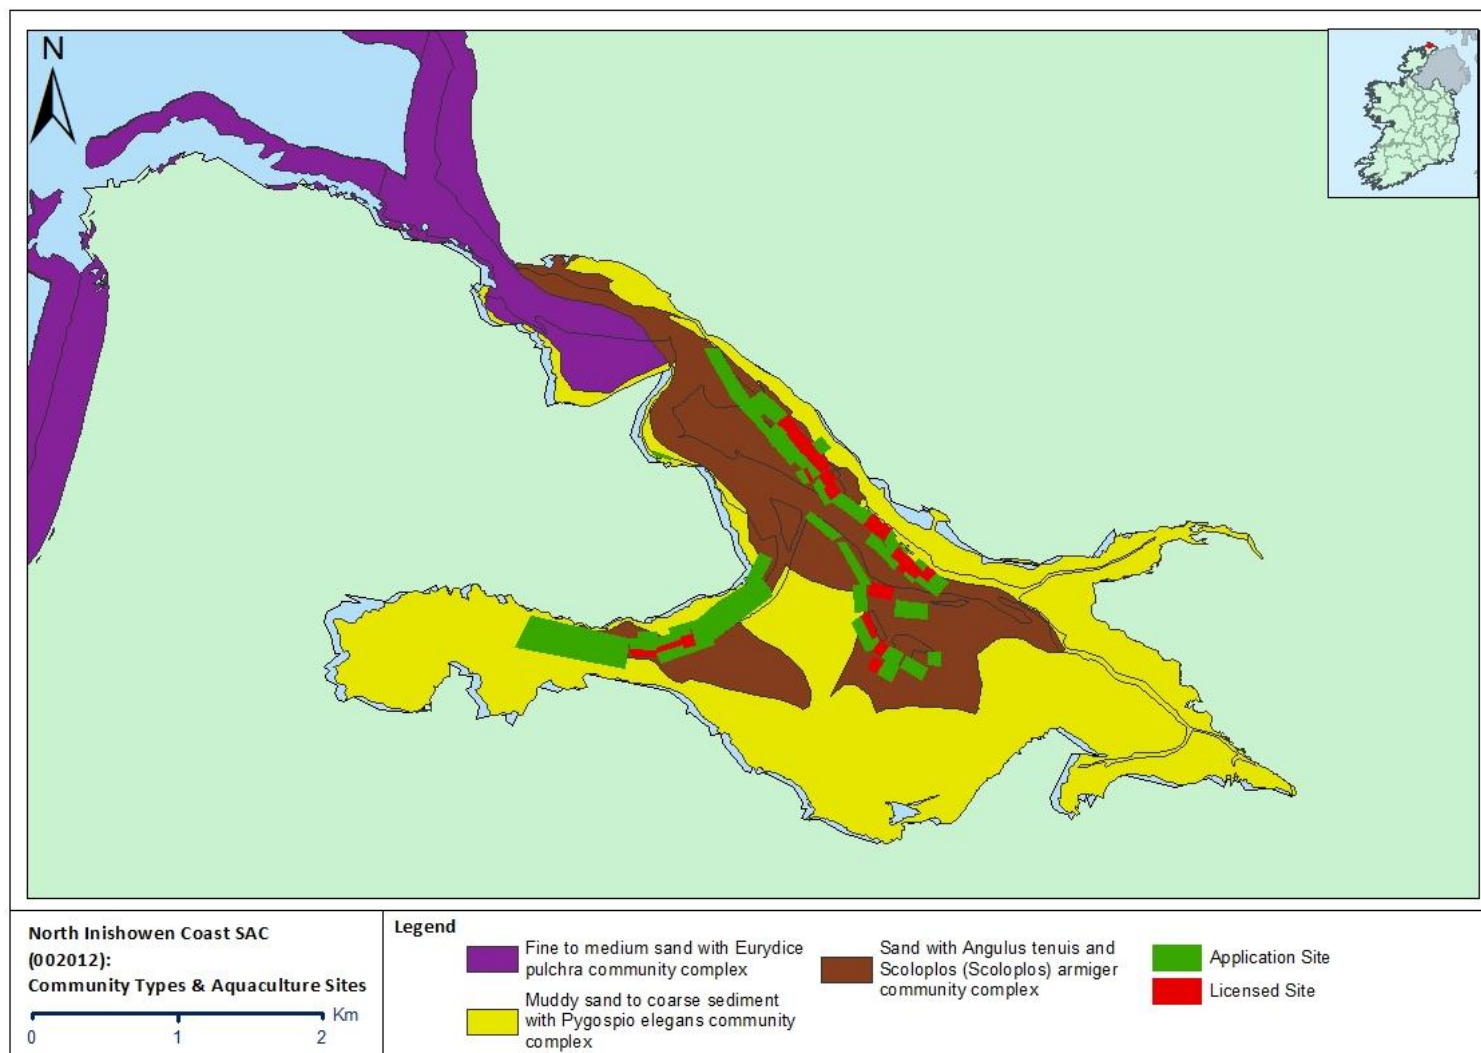 N
North Inishowen Coast SAC
(002012):
Community Types & Aquaculture Sites
Km
0 1 2
Legend
Fine to medium sand with Eurydice
pulchra community complex
Muddy sand to coarse sediment
with Pygospio elegans community
complex
Sand with Angulus tenuis and
Scoloplos (Scoloplos) armiger
community complex
Application Site
Licensed Site